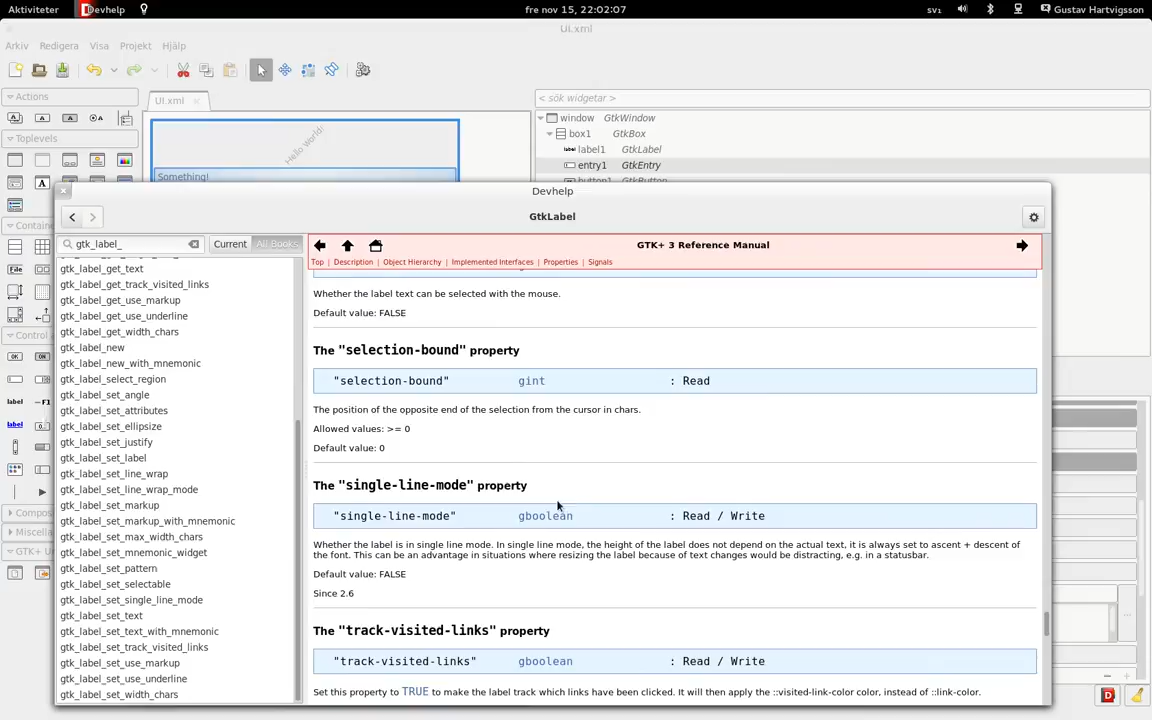 Aktiviteter Devhelp fre nov 15, 22:02:07 sv₁ Gustav Hartvigsson
UI.xml
Arkiv Redigera Visa Projekt Hjälp
Actions
UI.xml
< sök widgetar >
window GtkWindow
box1 GtkBox
Toplevels
Hello World!
label1 GtkLabel
entry1 GtkEntry
Something!
Devhelp
GtkLabel
gtk_label_
Current All Books
GTK+ 3 Reference Manual
Top | Description | Object Hierarchy | Implemented Interfaces | Properties | Signals
gtk_label_get_text
gtk_label_get_track_visited_links
gtk_label_get_use_markup
gtk_label_get_use_underline
gtk_label_get_width_chars
gtk_label_new
gtk_label_new_with_mnemonic
gtk_label_select_region
gtk_label_set_angle
gtk_label_set_attributes
gtk_label_set_ellipsize
gtk_label_set_justify
gtk_label_set_label
gtk_label_set_line_wrap
gtk_label_set_line_wrap_mode
gtk_label_set_markup
gtk_label_set_markup_with_mnemonic
gtk_label_set_max_width_chars
gtk_label_set_mnemonic_widget
gtk_label_set_pattern
gtk_label_set_selectable
gtk_label_set_single_line_mode
gtk_label_set_text
gtk_label_set_text_with_mnemonic
gtk_label_set_track_visited_links
gtk_label_set_use_markup
gtk_label_set_use_underline
gtk_label_set_width_chars
Whether the label text can be selected with the mouse.
Default value: FALSE
The "selection-bound" property
"selection-bound" gint : Read
The position of the opposite end of the selection from the cursor in chars.
Allowed values: >= 0
Default value: 0
The "single-line-mode" property
"single-line-mode" gboolean : Read / Write
Whether the label is in single line mode. In single line mode, the height of the label does not depend on the actual text, it is always set to ascent + descent of
the font. This can be an advantage in situations where resizing the label because of text changes would be distracting, e.g. in a statusbar.
Default value: FALSE
Since 2.6
The "track-visited-links" property
"track-visited-links" gboolean : Read / Write
Set this property to TRUE to make the label track which links have been clicked. It will then apply the ::visited-link-color color, instead of ::link-color.